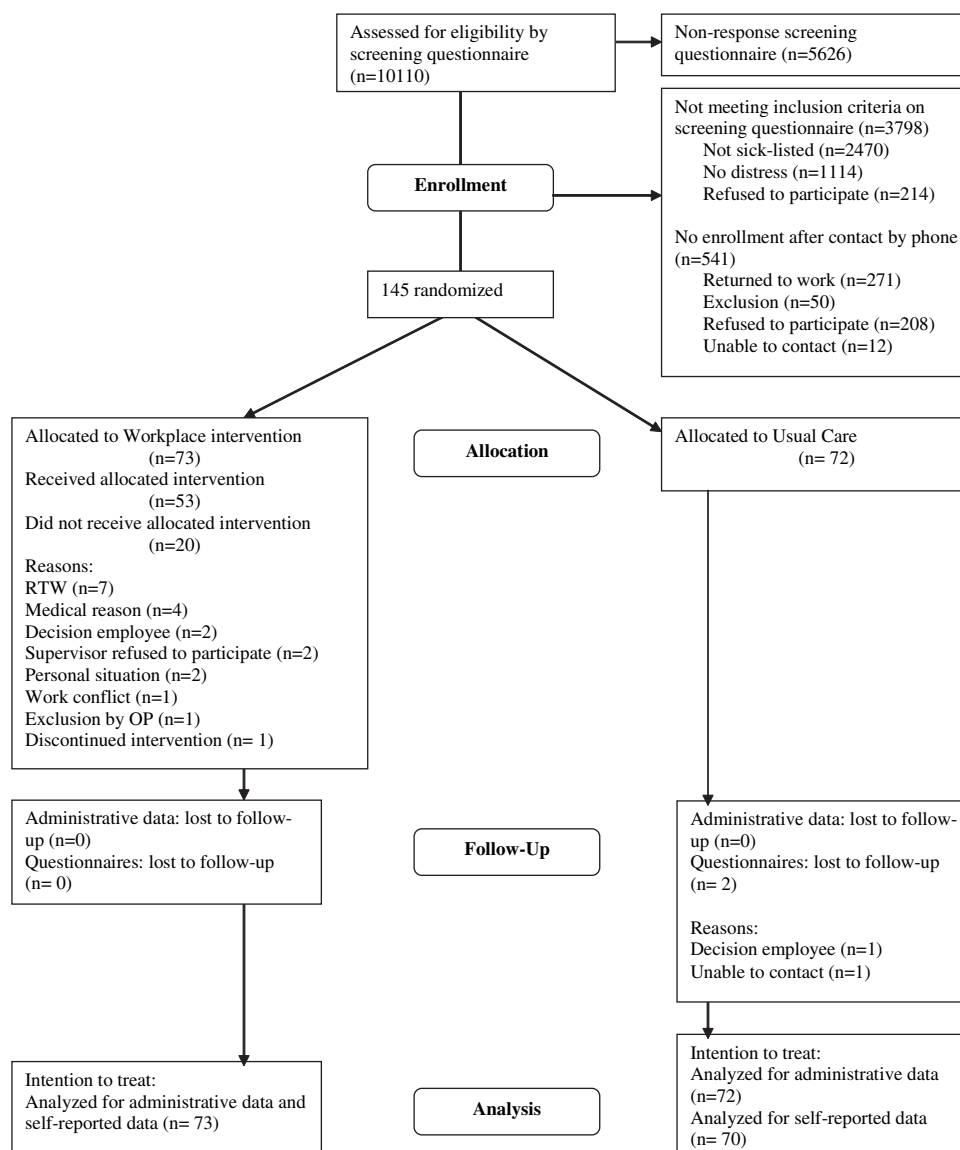 Assessed for eligibility by
screening questionnaire
(n=10110)
Non-response screening
questionnaire (n=5626)
Not meeting inclusion criteria on
screening questionnaire (n=3798)
Not sick-listed (n=2470)
No distress (n=1114)
Refused to participate (n=214)
No enrollment after contact by phone
(n=541)
Returned to work (n=271)
Exclusion (n=50)
Refused to participate (n=208)
Unable to contact (n=12)
Enrollment
145 randomized
Allocated to Workplace intervention
(n=73)
Received allocated intervention
(n=53)
Did not receive allocated intervention
(n=20)
Reasons:
RTW (n=7)
Medical reason (n=4)
Decision employee (n=2)
Supervisor refused to participate (n=2)
Personal situation (n=2)
Work conflict (n=1)
Exclusion by OP (n=1)
Discontinued intervention (n= 1)
Allocation
Allocated to Usual Care
(n= 72)
Administrative data: lost to follow-
up (n=0)
Questionnaires: lost to follow-up
(n= 0)
Follow-Up
Administrative data: lost to follow-
up (n=0)
Questionnaires: lost to follow-up
(n= 2)
Reasons:
Decision employee (n=1)
Unable to contact (n=1)
Intention to treat:
Analyzed for administrative data and
self-reported data (n= 73)
Analysis
Intention to treat:
Analyzed for administrative data
(n=72)
Analyzed for self-reported data
(n= 70)